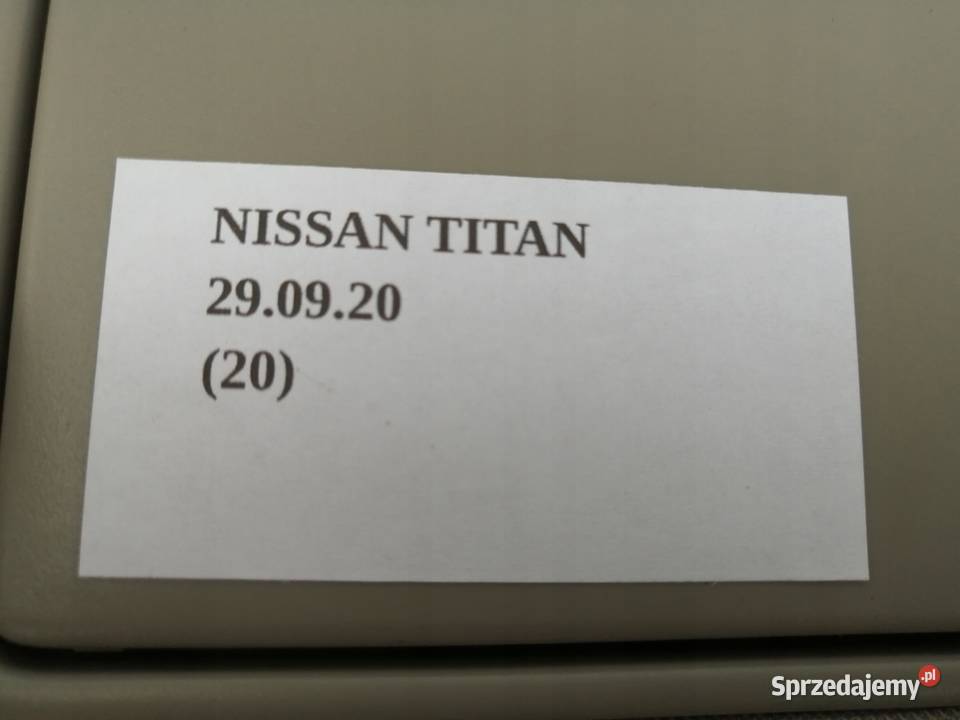 NISSAN TITAN
29.09.20
(20)
Sprzedajemy.pl